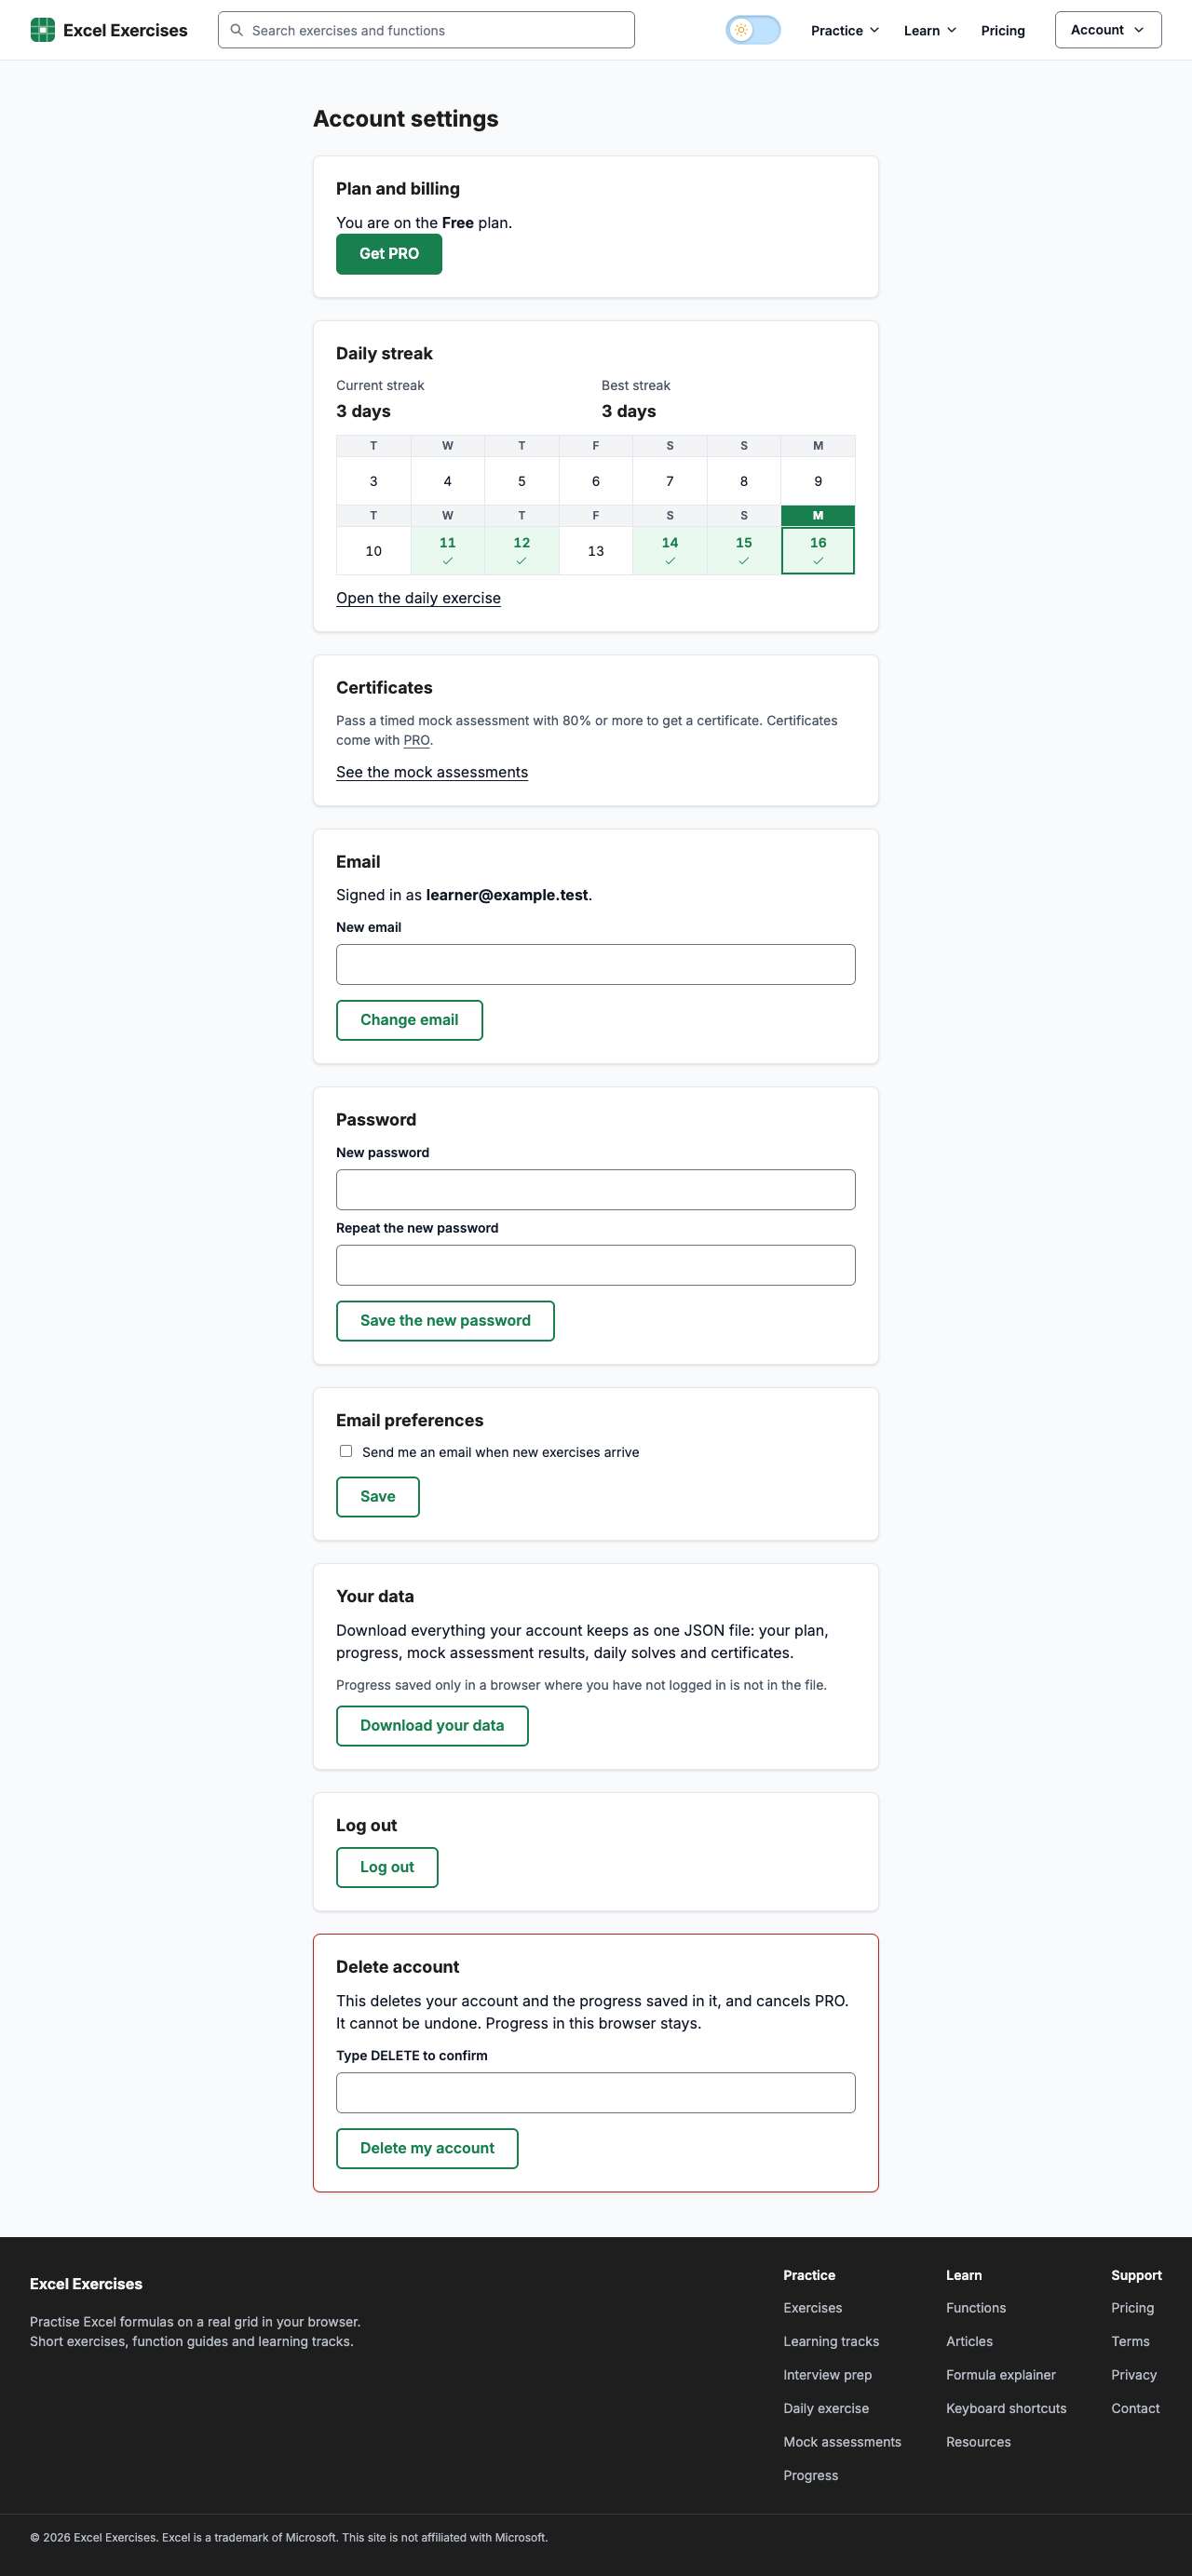 Excel Exercises
Search exercises and functions
Practice
Learn
Pricing
Account
Account settings
Plan and billing
You are on the Free plan.
Get PRO
Daily streak
Current streak
Best streak
3 days
3 days
T W T F S S M
3 4 5 6 7 8 9
T W T F S S M
10 11 12 13 14 15 16
Open the daily exercise
Certificates
Pass a timed mock assessment with 80% or more to get a certificate. Certificates
come with PRO.
See the mock assessments
Email
Signed in as learner@example.test.
New email
Change email
Password
New password
Repeat the new password
Save the new password
Email preferences
Send me an email when new exercises arrive
Save
Your data
Download everything your account keeps as one JSON file: your plan,
progress, mock assessment results, daily solves and certificates.
Progress saved only in a browser where you have not logged in is not in the file.
Download your data
Log out
Log out
Delete account
This deletes your account and the progress saved in it, and cancels PRO.
It cannot be undone. Progress in this browser stays.
Type DELETE to confirm
Delete my account
Excel Exercises
Practise Excel formulas on a real grid in your browser.
Short exercises, function guides and learning tracks.
Practice
Exercises
Learning tracks
Interview prep
Daily exercise
Mock assessments
Progress
Learn
Functions
Articles
Formula explainer
Keyboard shortcuts
Resources
Support
Pricing
Terms
Privacy
Contact
© 2026 Excel Exercises. Excel is a trademark of Microsoft. This site is not affiliated with Microsoft.